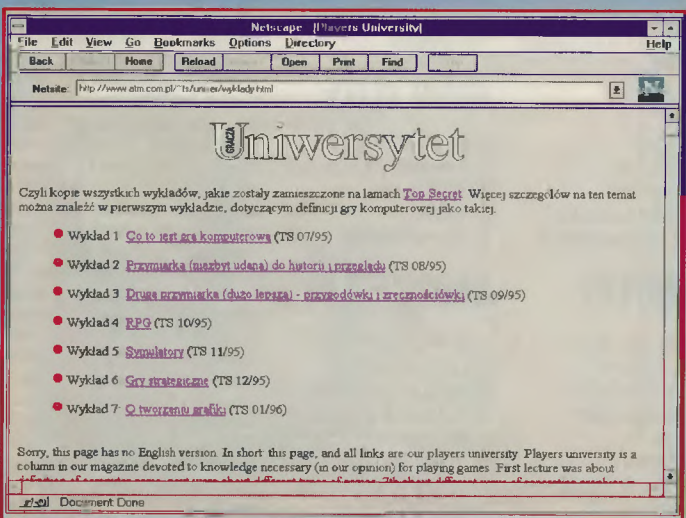 Netscape - [Players University]
File Edit View Go Bookmarks Options Directory Help
Back Home Reload Open Print Find
Netsite: http://www.atm.com.pl/~ts/uniwer/wyklady.html
Uniwersytet GRACZA
Czyli kopie wszystkich wykładów, jakie zostały zamieszczone na łamach Top Secret. Więcej szczegółów na ten temat
można znaleźć w pierwszym wykładzie, dotyczącym definicji gry komputerowej jako takiej.
Wykład 1 Co to jest gra komputerowa (TS 07/95)
Wykład 2 Przymiarka (niezbyt udana) do historii i przeglądu (TS 08/95)
Wykład 3 Druga przymiarka (dużo lepsza) - przygodówki i zręcznościówki (TS 09/95)
Wykład 4 RPG (TS 10/95)
Wykład 5 Symulatory (TS 11/95)
Wykład 6 Gry strategiczne (TS 12/95)
Wykład 7 O tworzeniu grafiki (TS 01/96)
Sorry, this page has no English version. In short: this page, and all links are our players university. Players university is a
column in our magazine devoted to knowledge necessary (in our opinion) for playing games. First lecture was about
Document Done